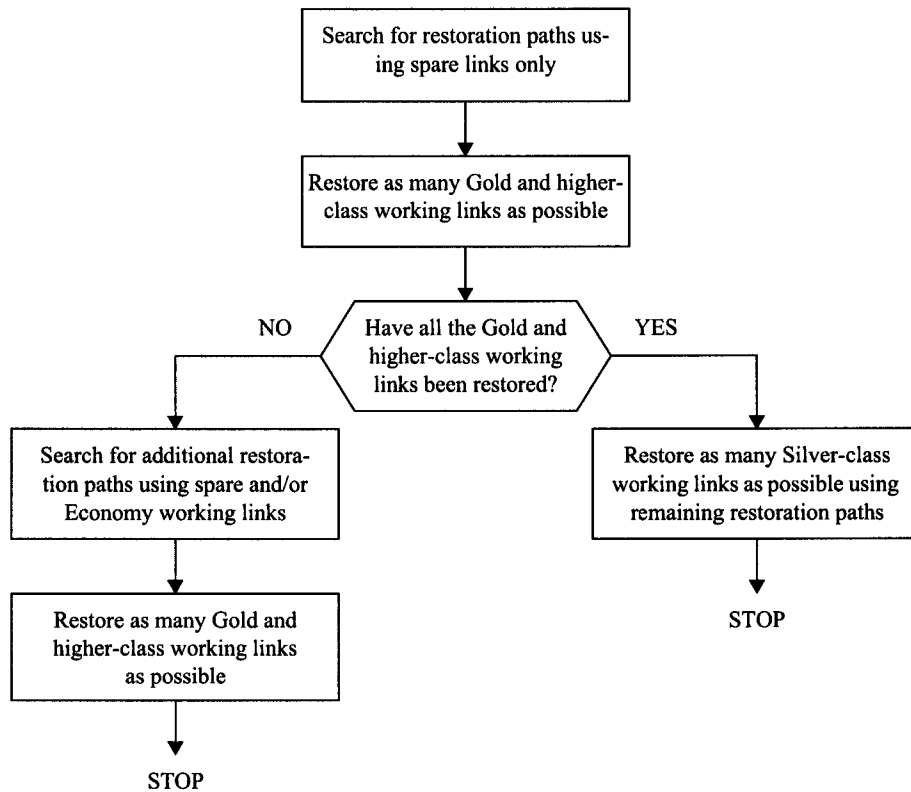 Search for restoration paths us-
ing spare links only
Restore as many Gold and higher-
class working links as possible
NO
Have all the Gold and
higher-class working
links been restored?
YES
Search for additional restora-
tion paths using spare and/or
Economy working links
Restore as many Silver-class
working links as possible using
remaining restoration paths
Restore as many Gold and
higher-class working links
as possible
STOP
STOP